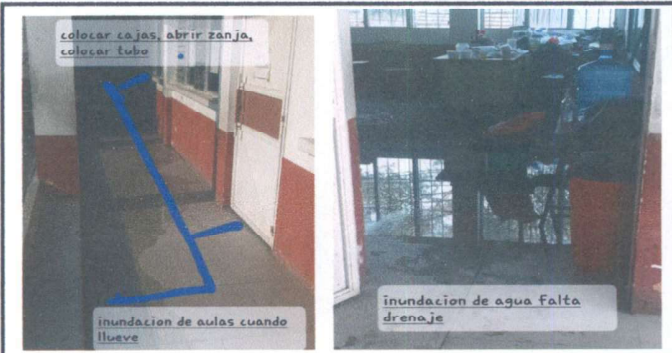 colocar cajas, abrir zanja,
colocar tubo
inundacion de aulas cuando
llueve
inundacion de agua falta
drenaje